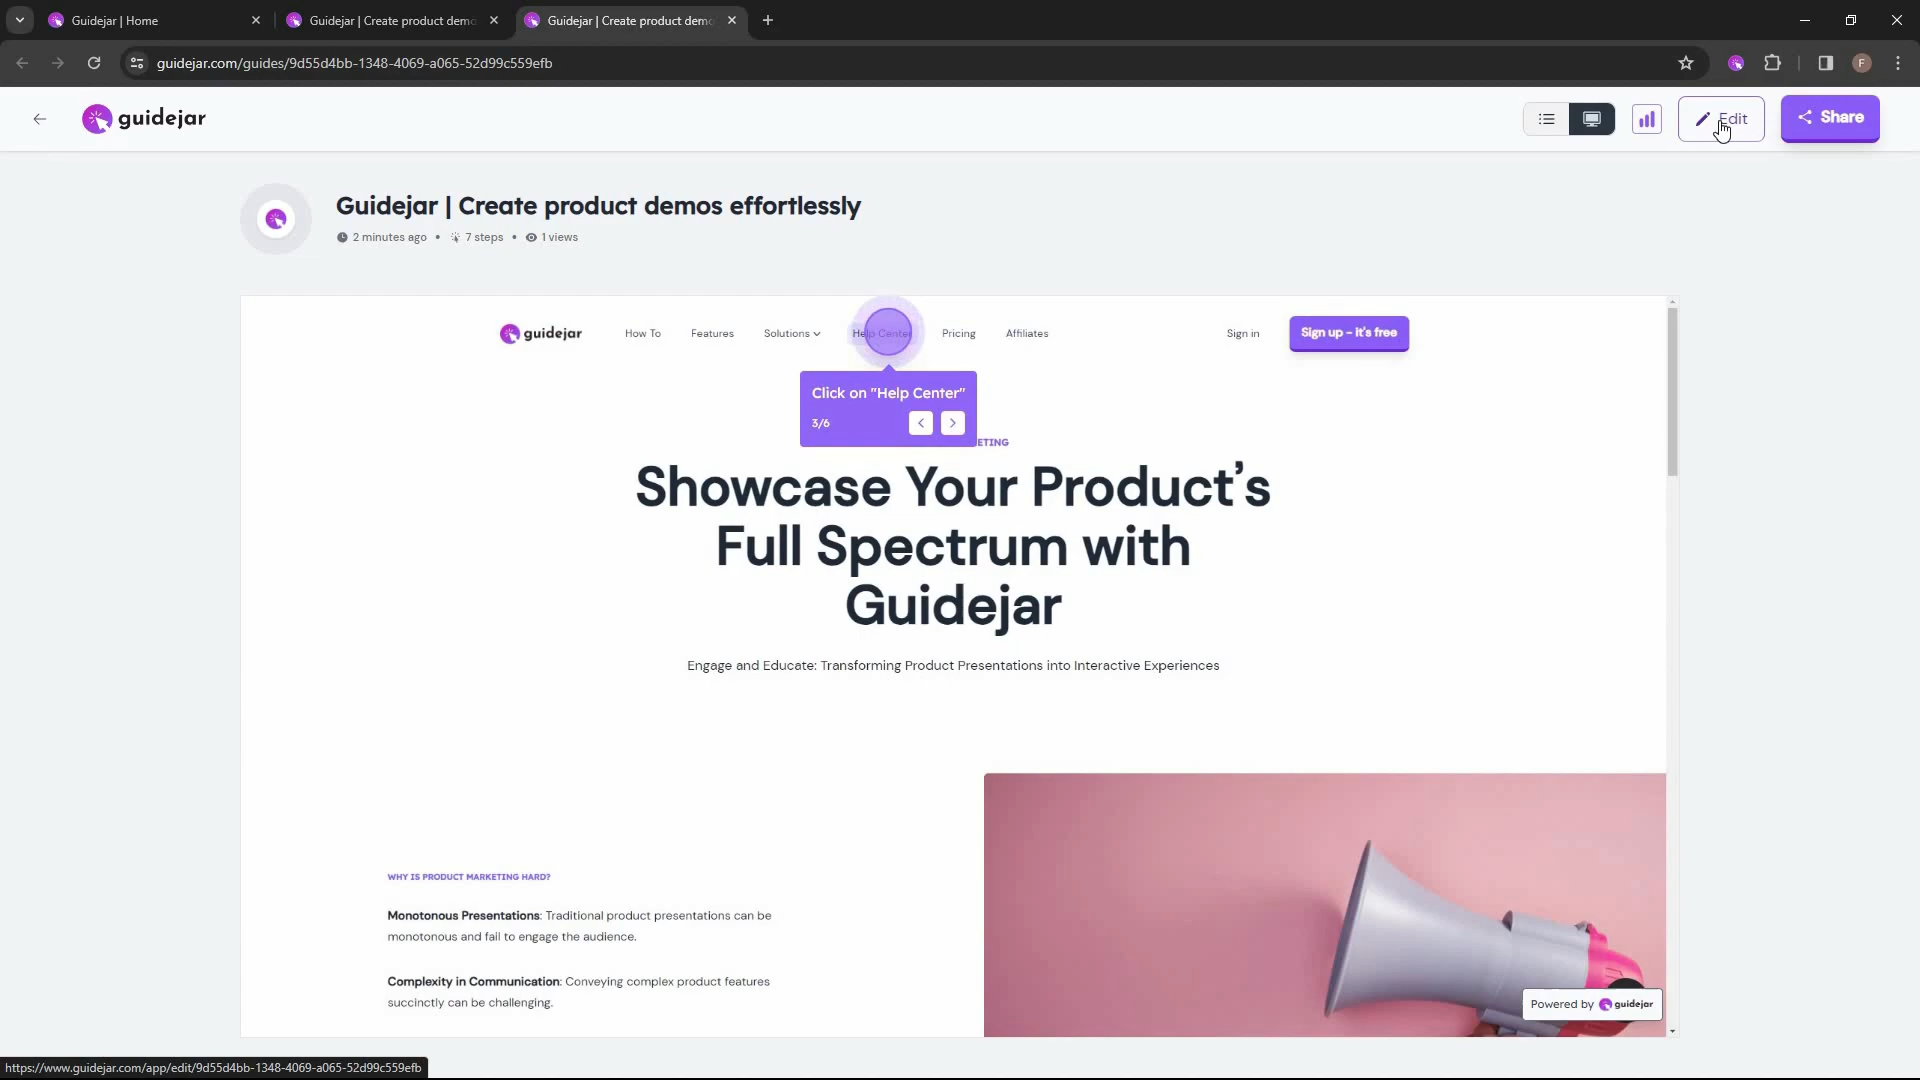 Guidejar | Home
Guidejar | Create product demo
Guidejar | Create product demo
guidejar.com/guides/9d55d4bb-1348-4069-a065-52d99c559efb
F
guidejar
Edit
Share
Guidejar | Create product demos effortlessly
2 minutes ago • 7 steps • 1 views
guidejar
How To
Features
Solutions
Help Center
Pricing
Affiliates
Sign in
Sign up - it's free
Click on "Help Center"
3/6
ETING
Showcase Your Product's
Full Spectrum with
Guidejar
Engage and Educate: Transforming Product Presentations into Interactive Experiences
WHY IS PRODUCT MARKETING HARD?
Monotonous Presentations: Traditional product presentations can be
monotonous and fail to engage the audience.
Complexity in Communication: Conveying complex product features
succinctly can be challenging.
Powered by guidejar
https://www.guidejar.com/app/edit/9d55d4bb-1348-4069-a065-52d99c559efb